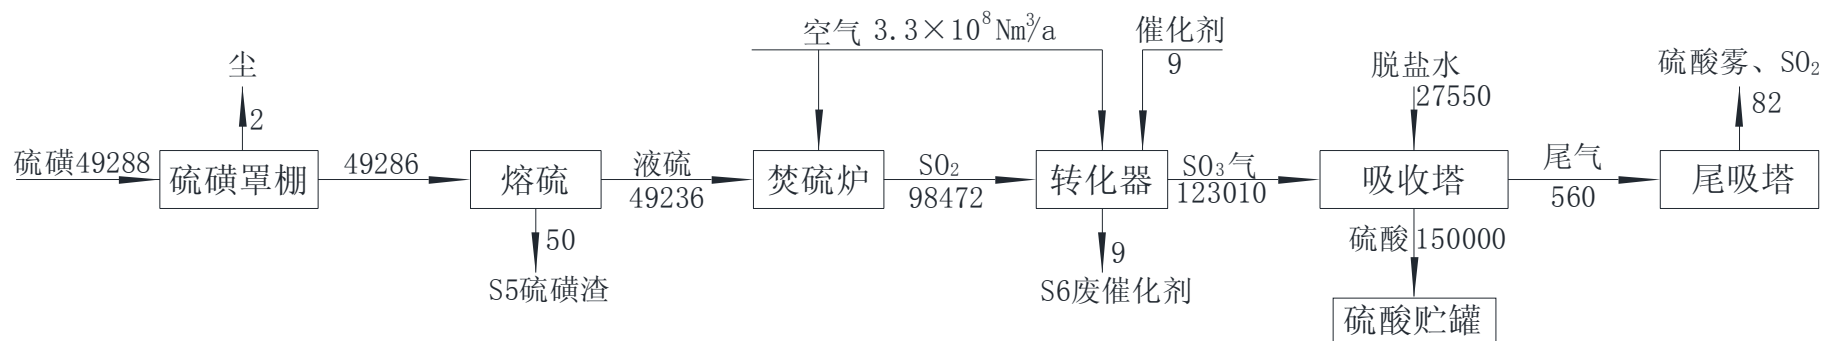 空气 3.3×10⁸Nm³/a
催化剂
9
尘
2
脱盐水
27550
硫酸雾、SO₂
82
硫磺49288
硫磺罩棚
49286
熔硫
液硫
49236
焚硫炉
SO₂
98472
转化器
SO₃气
123010
吸收塔
尾气
560
尾吸塔
50
S5硫磺渣
9
S6废催化剂
硫酸 150000
硫酸贮罐